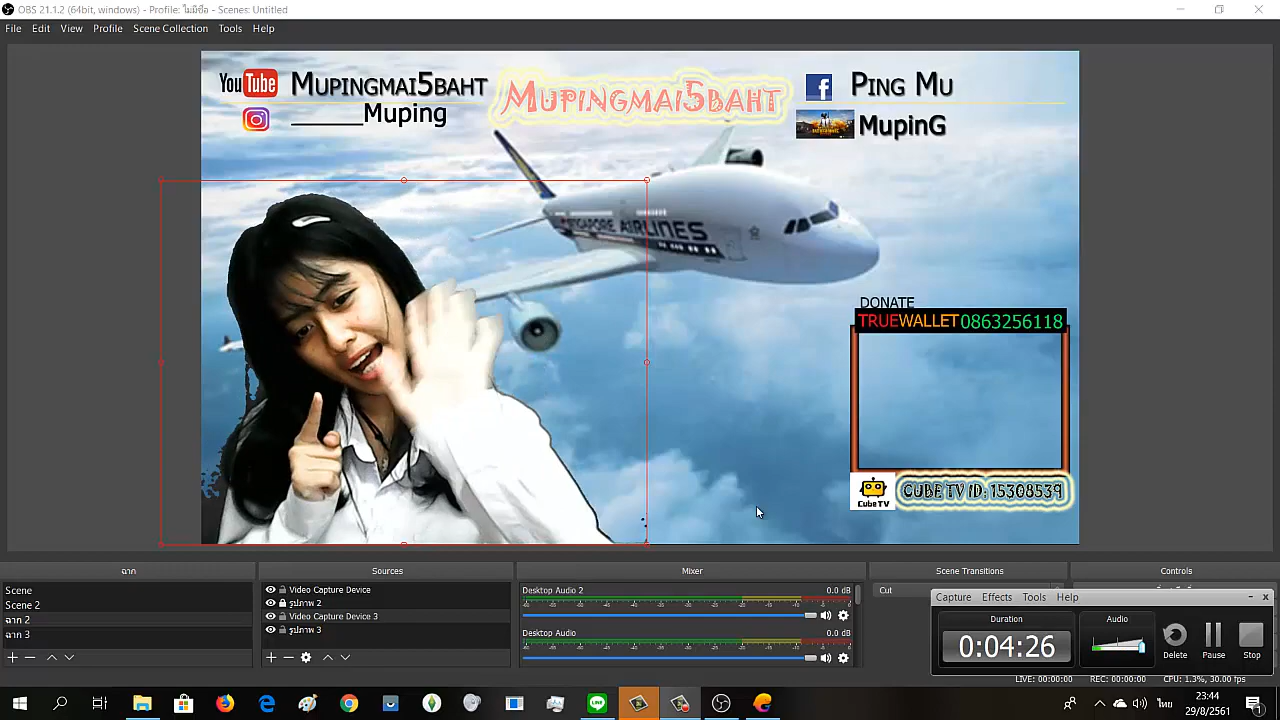 OBS 21.1.2 (64bit, windows) - Profile: ไม่มีชื่อ - Scenes: Untitled
File Edit View Profile Scene Collection Tools Help
YouTube MUPINGMAI5BAHT
MUPINGMAI5BAHT
PING MU
______Muping
MupinG
SINGAPORE AIRLINES
DONATE
TRUEWALLET 0863256118
CubeTV
CUBE TV ID: 15308539
ฉาก
Scene
Scene 2
ฉาก 2
ฉาก 3
Sources
Video Capture Device
รูปภาพ 2
Video Capture Device 3
รูปภาพ 3
Mixer
Desktop Audio 2 0.0 dB
Desktop Audio 0.0 dB
Scene Transitions
Cut
Controls
Capture Effects Tools Help
Duration
0:04:26
Audio
Delete
Pause
Stop
LIVE: 00:00:00 REC: 00:00:00 CPU: 1.3%, 30.00 fps
23:44
ไทย
29/8/2561
1